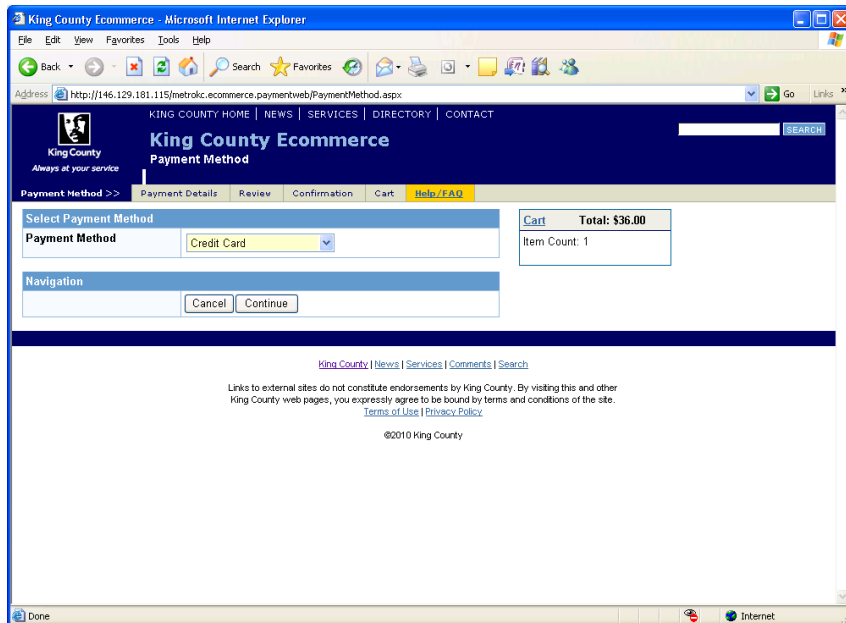 King County Ecommerce - Microsoft Internet Explorer
File Edit View Favorites Tools Help
Back Search Favorites
Address http://146.129.181.115/metrokc.ecommerce.paymentweb/PaymentMethod.aspx Go Links »
KING COUNTY HOME | NEWS | SERVICES | DIRECTORY | CONTACT
SEARCH
King County Ecommerce
Payment Method
King County
Always at your service
Payment Method >> Payment Details Review Confirmation Cart Help/FAQ
Select Payment Method
Payment Method Credit Card
Cart Total: $36.00
Item Count: 1
Navigation
Cancel Continue
King County | News | Services | Comments | Search
Links to external sites do not constitute endorsements by King County. By visiting this and other
King County web pages, you expressly agree to be bound by terms and conditions of the site.
Terms of Use | Privacy Policy
©2010 King County
Done Internet